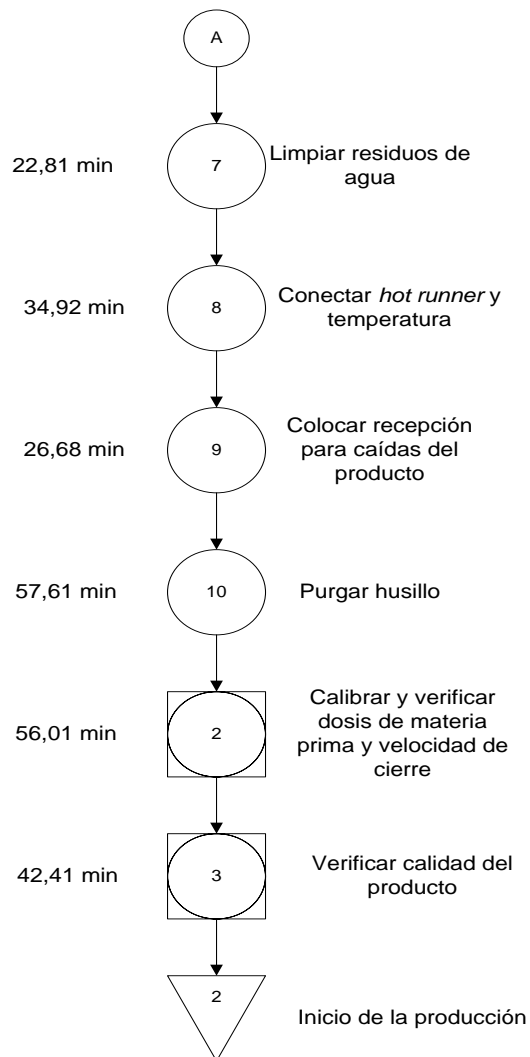 A
22,81 min
7
Limpiar residuos de
agua
34,92 min
8
Conectar hot runner y
temperatura
26,68 min
9
Colocar recepción
para caídas del
producto
57,61 min
10
Purgar husillo
56,01 min
2
Calibrar y verificar
dosis de materia
prima y velocidad de
cierre
42,41 min
3
Verificar calidad del
producto
2
Inicio de la producción